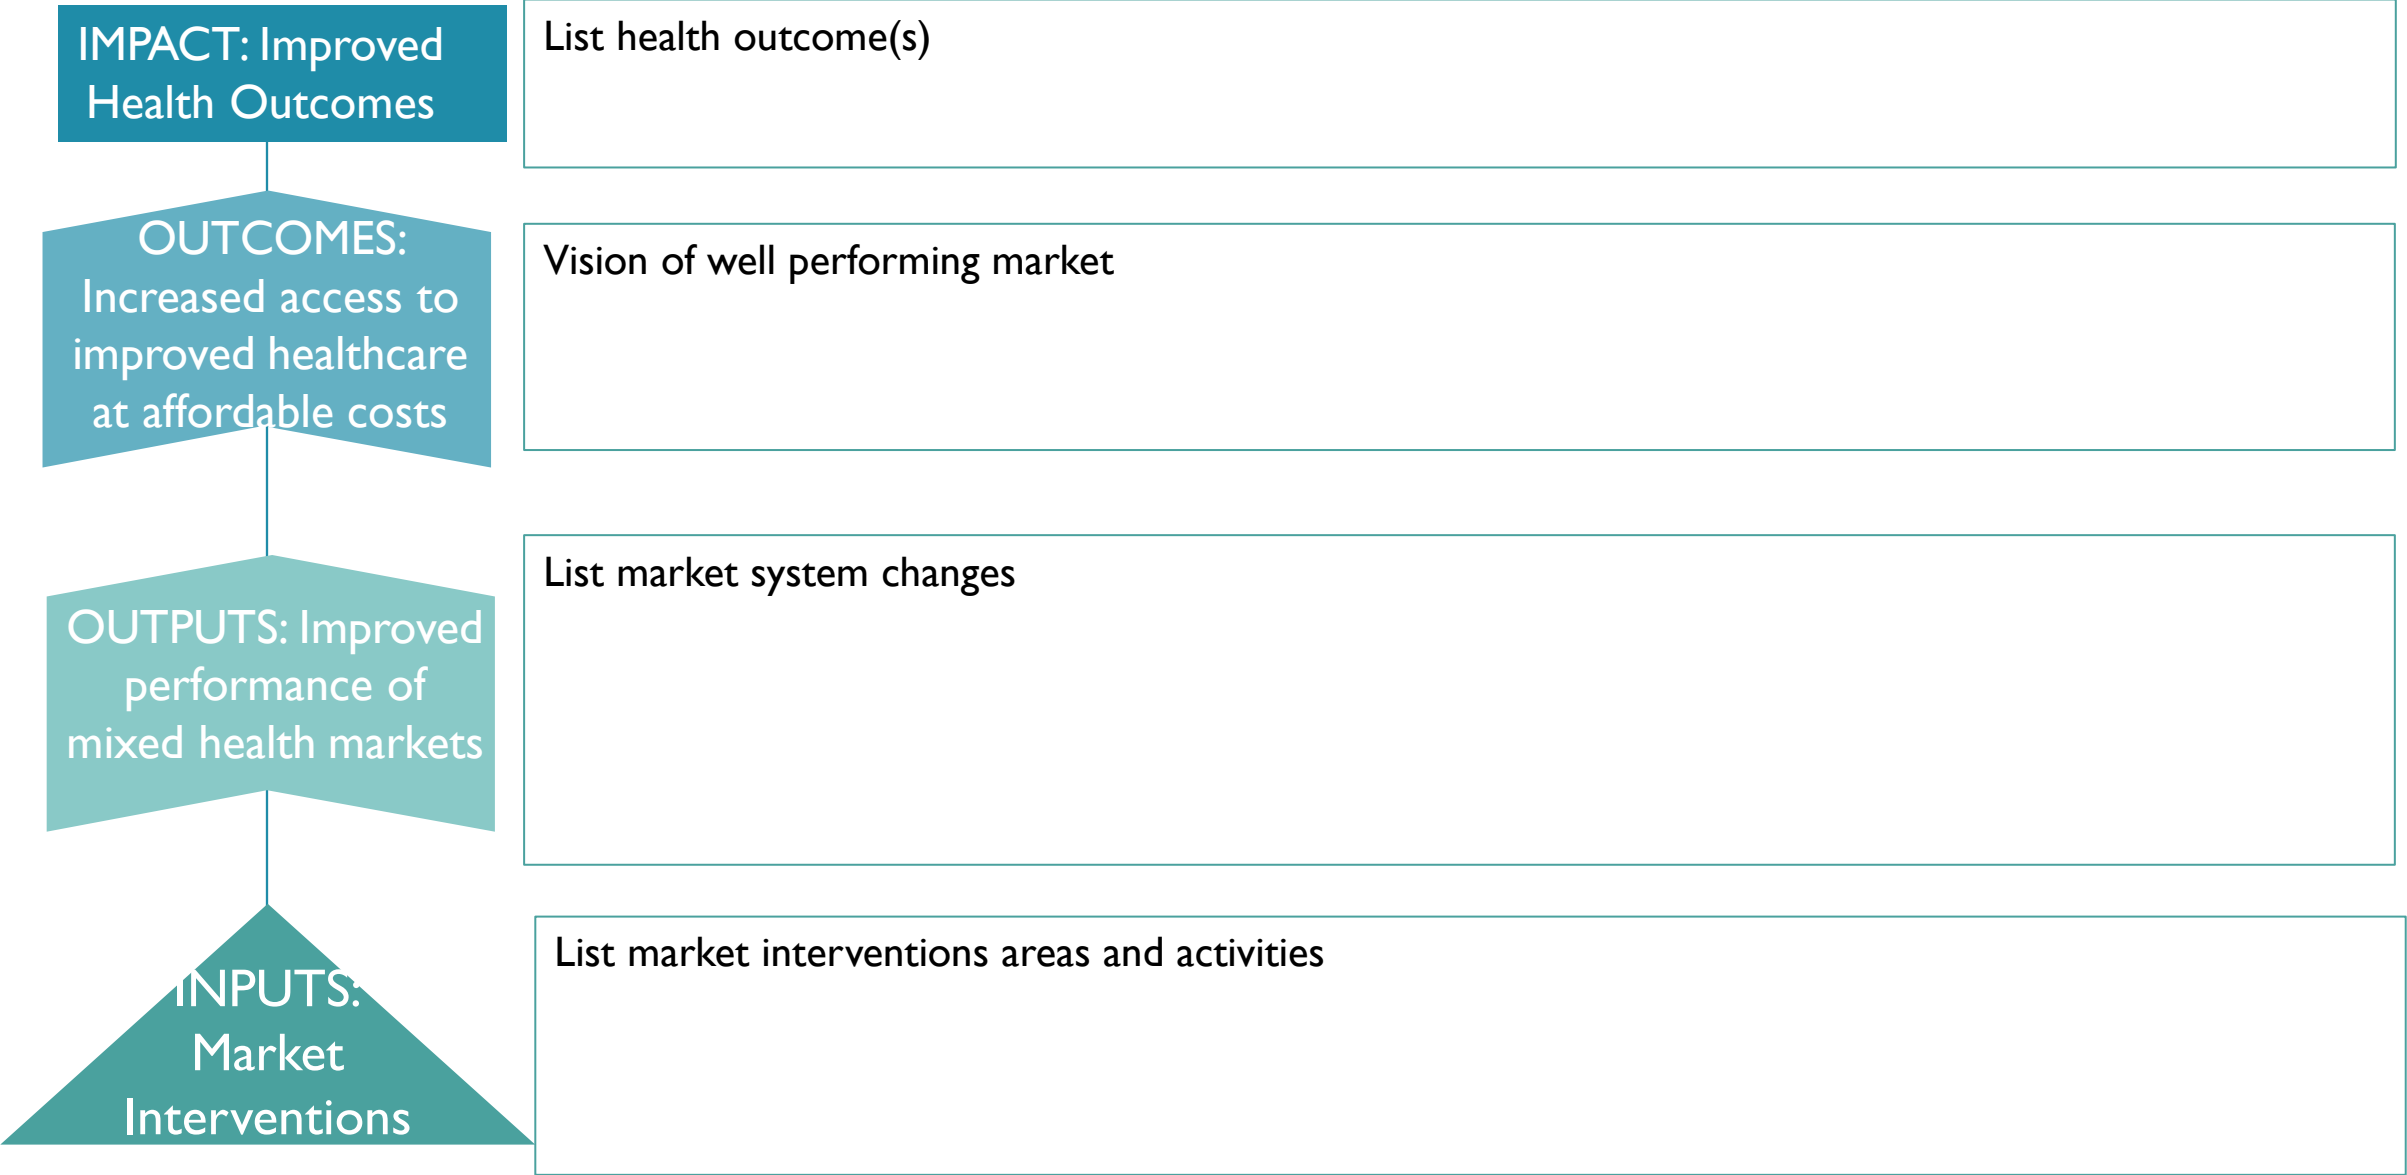 IMPACT: Improved
Health Outcomes
List health outcome(s)
OUTCOMES:
Increased access to
improved healthcare
at affordable costs
Vision of well performing market
OUTPUTS: Improved
performance of
mixed health markets
List market system changes
INPUTS:
Market
Interventions
List market interventions areas and activities